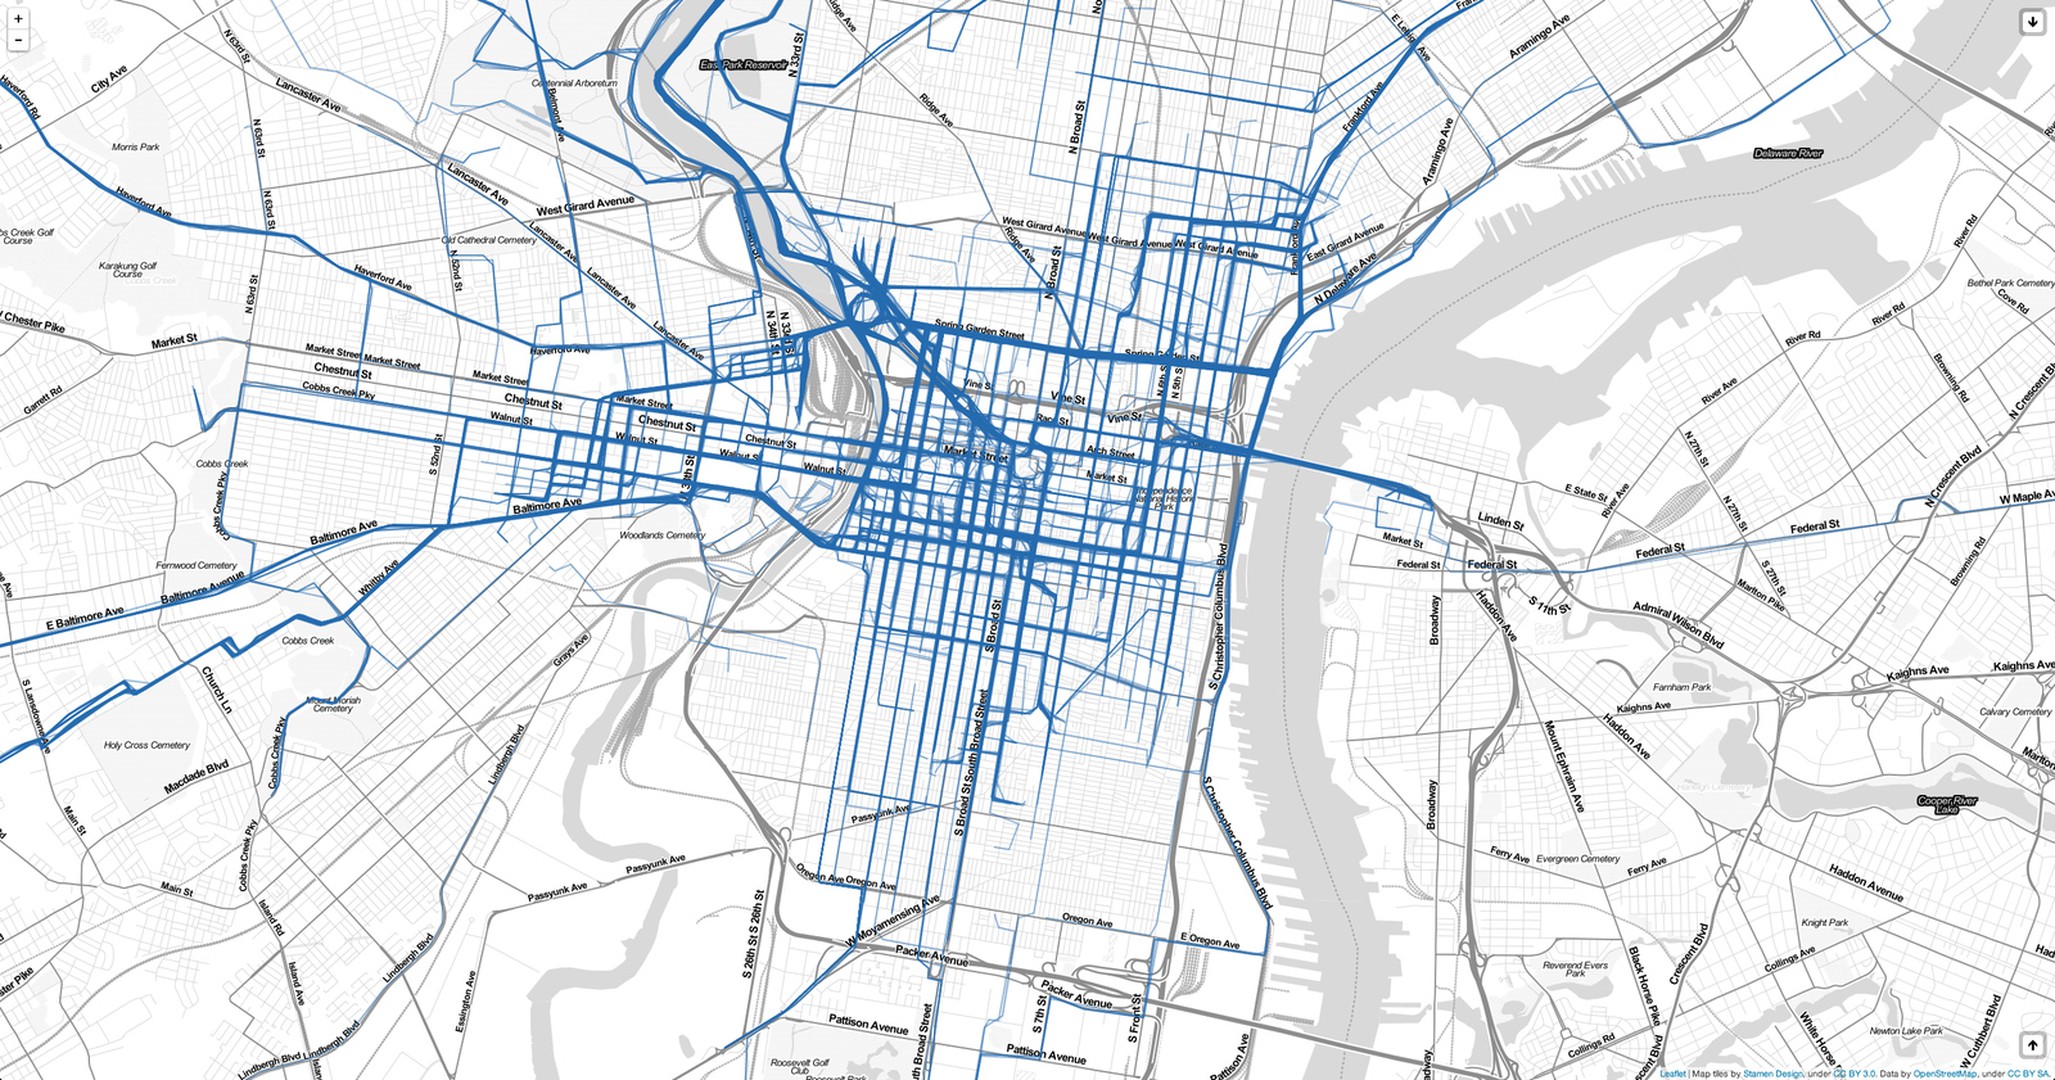 +
-
N 63rd St
City Ave
Lancaster Ave
Centennial Arboretum
East Park Reservoir
N 33rd St
Ridge Ave
E Lehigh Ave
Aramingo Ave
Haverford Rd
Morris Park
N 63rd St
Belmont Ave
Ridge Ave
N Broad St
Frankford Ave
Aramingo Ave
Delaware River
Lancaster Ave
Haverford Ave
N 63rd St
West Girard Avenue
Old Cathedral Cemetery
Lancaster Ave
West Girard Avenue
West Girard Avenue
West Girard Avenue
East Girard Avenue
Ridge Ave
River Rd
Karakung Golf
Course
Cobbs Creek
Haverford Ave
N 52nd St
Lancaster Ave
N 63rd St
N Broad St
Frankford Ave
N Delaware Ave
Bethel Park Cemetery
Cove Rd
Chester Pike
Market St
Haverford Ave
Lancaster Ave
N 34th St
N 33rd St
Spring Garden Street
Spring Garden St
River Rd
River Rd
Market Street
Market Street
Chestnut St
Cobbs Creek Pky
Market Street
Chestnut St
Market Street
Garrett Rd
Vine St
Vine St
Vine St
N 6th St
N 5th St
River Ave
Browning Rd
N Crescent Blvd
Walnut St
Chestnut St
Walnut St
Chestnut St
Walnut St
Walnut St
Race St
Market Street
Arch Street
Market St
Independence
National Historic
Park
S 52nd St
Cobbs Creek
Cobbs Creek Pky
N 27th St
E State St
River Ave
N Crescent Blvd
W Maple Ave
Baltimore Ave
Baltimore Ave
Woodlands Cemetery
Linden St
N 27th St
Federal St
Market St
Federal St
Federal St
Federal St
Fernwood Cemetery
Baltimore Avenue
E Baltimore Ave
Whitby Ave
S 27th St
Marlton Pike
Browning Rd
S 11th St
Admiral Wilson Blvd
Haddon Ave
Broadway
S Christopher Columbus Blvd
S Broad St
Cobbs Creek
Grays Ave
Church Ln
S Lansdowne Ave
Mount Moriah
Cemetery
Holy Cross Cemetery
Cobbs Creek Pky
Macdade Blvd
Lindbergh Blvd
South Broad Street
S Broad St
Farnham Park
Kaighns Ave
Kaighns Ave
Kaighns Ave
Calvary Cemetery
Haddon Ave
Mount Ephraim Ave
Harleigh Cemetery
Cooper River
Lake
Main St
Cobbs Creek Pky
Passyunk Ave
S Christopher Columbus Blvd
Broadway
Ferry Ave
Evergreen Cemetery
Ferry Ave
Haddon Avenue
Main St
Passyunk Ave
Passyunk Ave
Oregon Ave
Oregon Ave
Oregon Ave
E Oregon Ave
Island Rd
S 26th St
S 26th St
W Moyamensing Ave
Packer Avenue
Packer Avenue
Knight Park
Collings Ave
Crescent Blvd
Black Horse Pike
Reverend Evers
Park
Lindbergh Blvd
Island Ave
Essington Ave
Pattison Avenue
Pattison Avenue
S 7th St
S Front St
Pattison Ave
Collings Rd
Newton Lake Park
W Cuthbert Blvd
White Horse
Lindbergh Blvd
Lindbergh Blvd
Roosevelt Golf
Club
Roosevelt Park
Leaflet | Map tiles by Stamen Design, under CC BY 3.0. Data by OpenStreetMap, under CC BY SA.